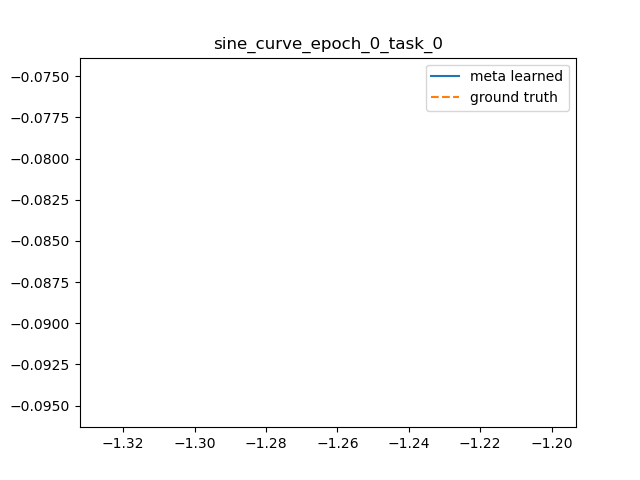 sine_curve_epoch_0_task_0
meta learned
ground truth
−0.0750
−0.0775
−0.0800
−0.0825
−0.0850
−0.0875
−0.0900
−0.0925
−0.0950
−1.32 −1.30 −1.28 −1.26 −1.24 −1.22 −1.20